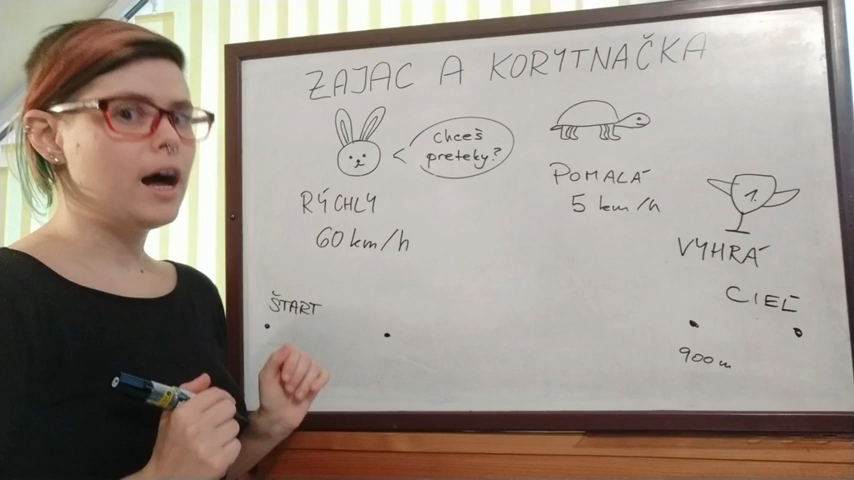 ZAJAC A KORYTNAČKA
chceš
preteky?
RÝCHLY
60 km/h
POMALÁ
5 km/h
1.
VYHRÁ
ŠTART
CIEĽ
900 m